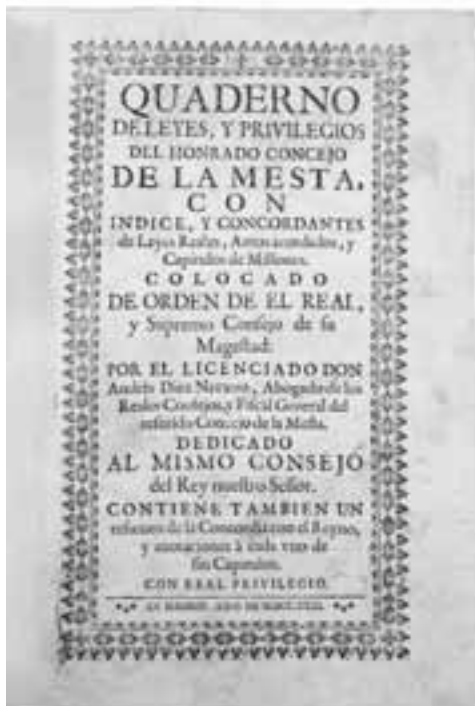 QUADERNO
DE LEYES, Y PRIVILEGIOS
DEL HONRADO CONCEJO
DE LA MESTA,
CON
INDICE, Y CONCORDANTES
de Leyes Reales, Autos acordados, y
Capitulos de Millones.
COLOCADO
DE ORDEN DE EL REAL,
y Supremo Consejo de su
Magestad:
POR EL LICENCIADO DON
Andrès Diez Navarro, Abogado de los
Reales Consejos, y Fiscal General del
referido Concejo de la Mesta.
DEDICADO
AL MISMO CONSEJO
del Rey nuestro Señor.
CONTIENE TAMBIEN UN
resumen de la Concordia con el Reyno,
y anotaciones à cada uno de
sus Capitulos.
CON REAL PRIVILEGIO.
EN MADRID. AÑO DE